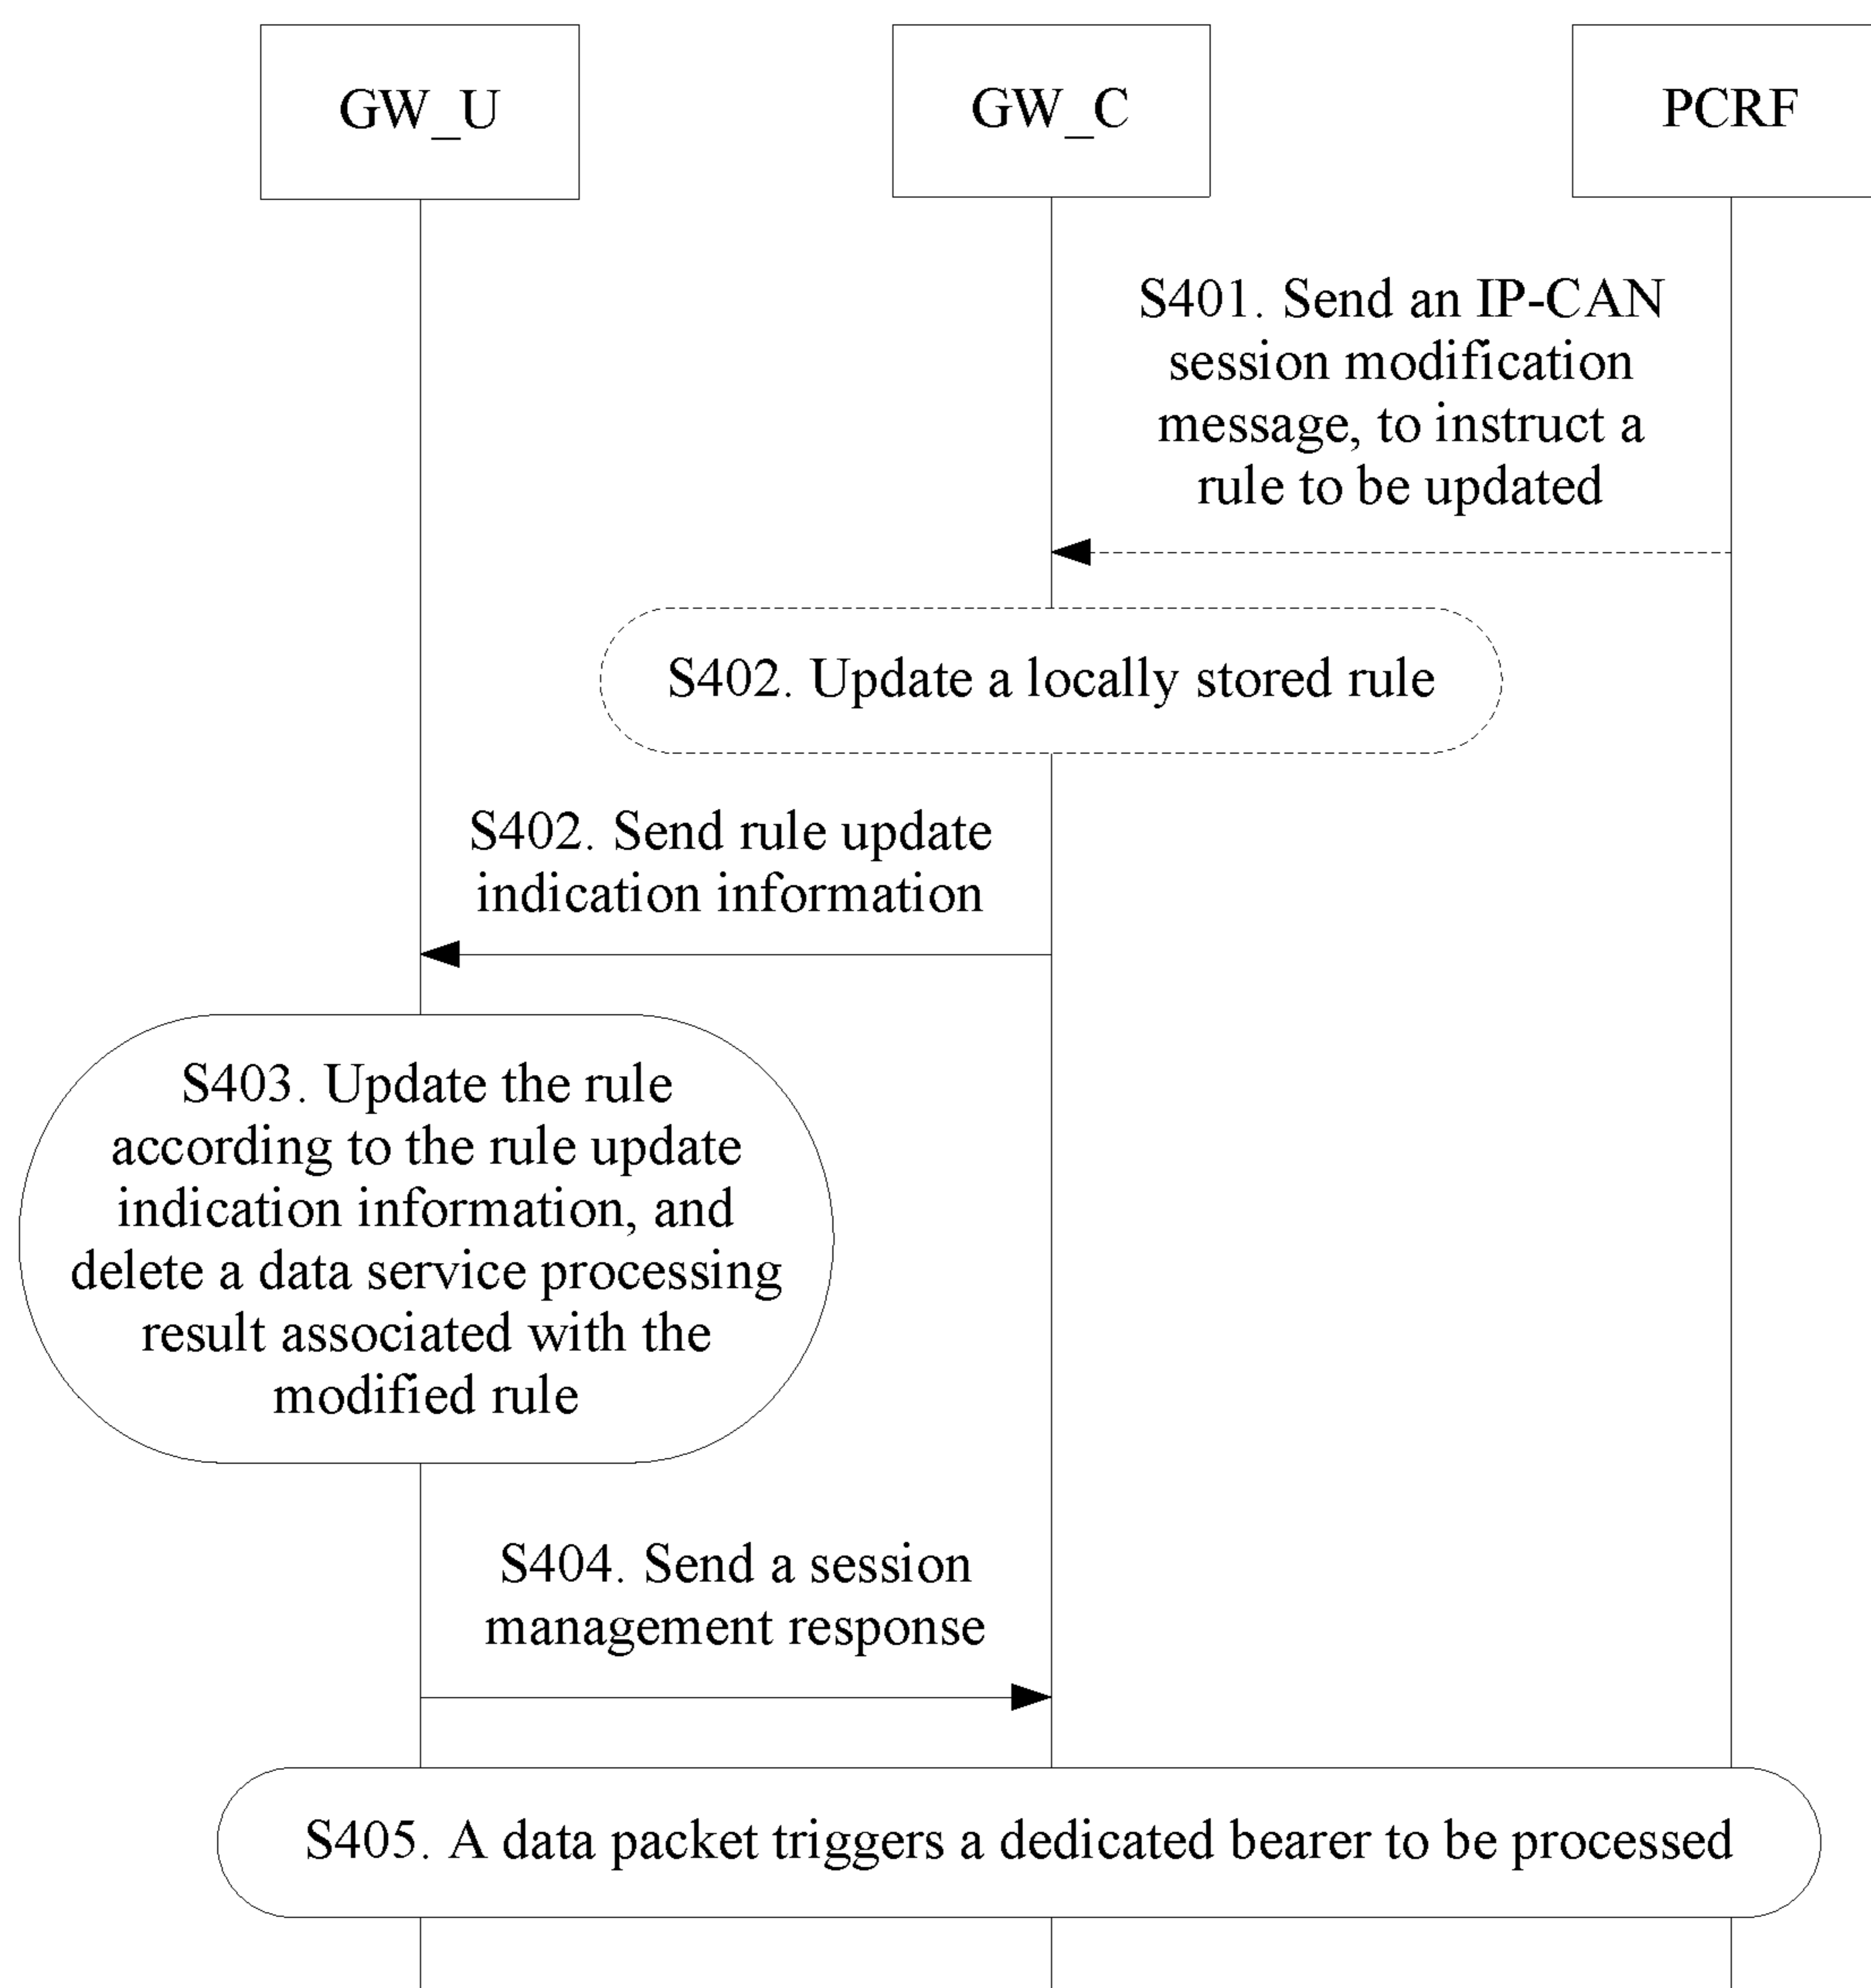 GW_U
GW_C
PCRF
S401. Send an IP-CAN
session modification
message, to instruct a
rule to be updated
S402. Update a locally stored rule
S402. Send rule update
indication information
S403. Update the rule
according to the rule update
indication information, and
delete a data service processing
result associated with the
modified rule
S404. Send a session
management response
S405. A data packet triggers a dedicated bearer to be processed